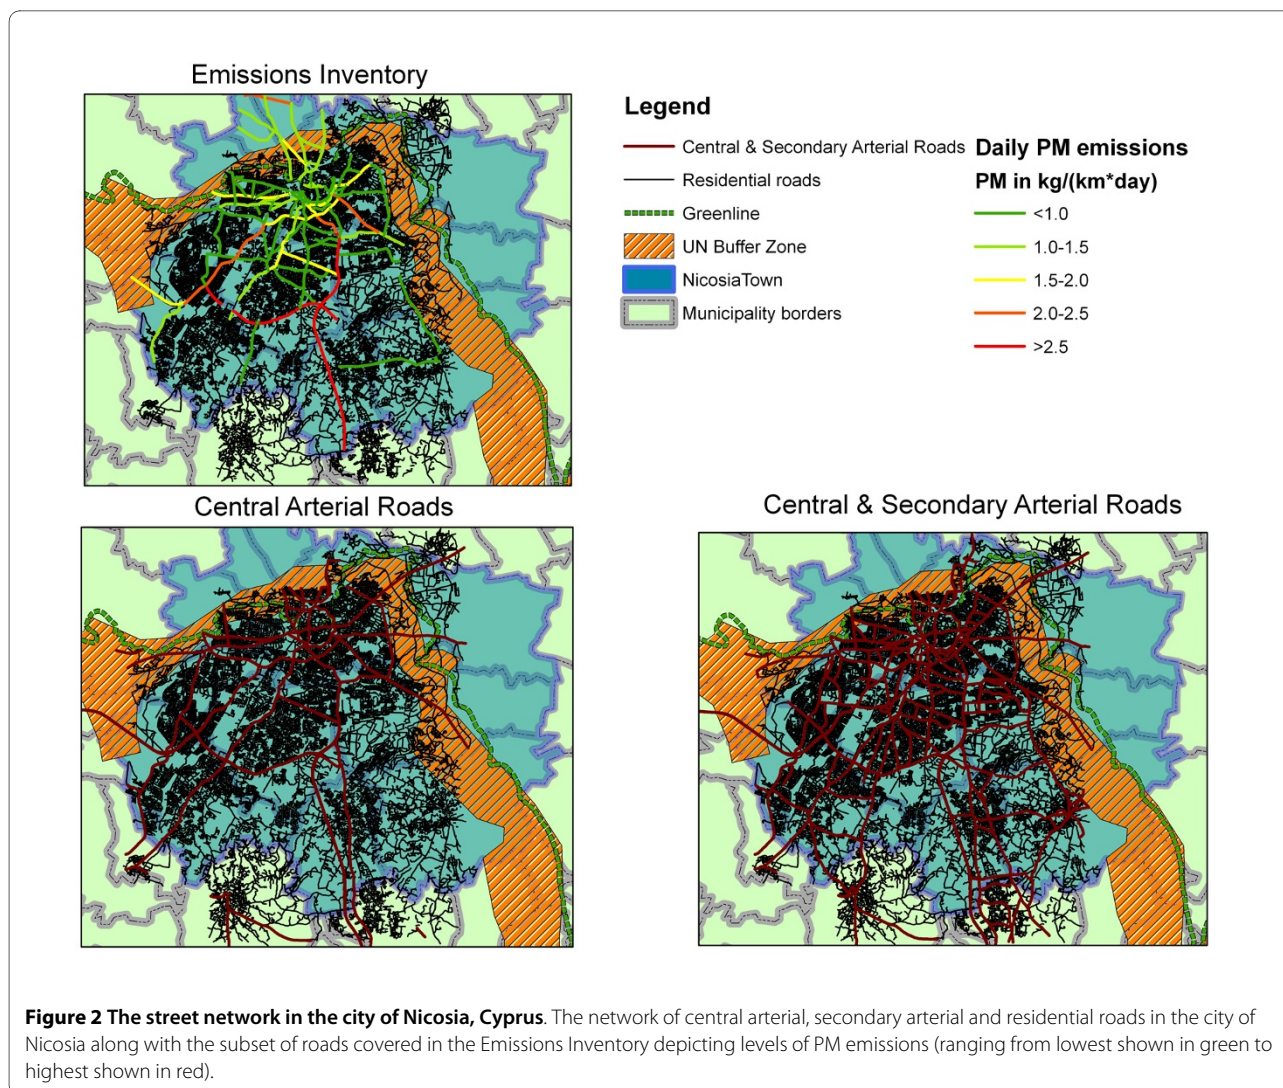 Emissions Inventory
Legend
Central & Secondary Arterial Roads
Residential roads
Greenline
UN Buffer Zone
NicosiaTown
Municipality borders
Daily PM emissions
PM in kg/(km*day)
<1.0
1.0-1.5
1.5-2.0
2.0-2.5
>2.5
Central Arterial Roads
Central & Secondary Arterial Roads
Figure 2 The street network in the city of Nicosia, Cyprus. The network of central arterial, secondary arterial and residential roads in the city of
Nicosia along with the subset of roads covered in the Emissions Inventory depicting levels of PM emissions (ranging from lowest shown in green to
highest shown in red).